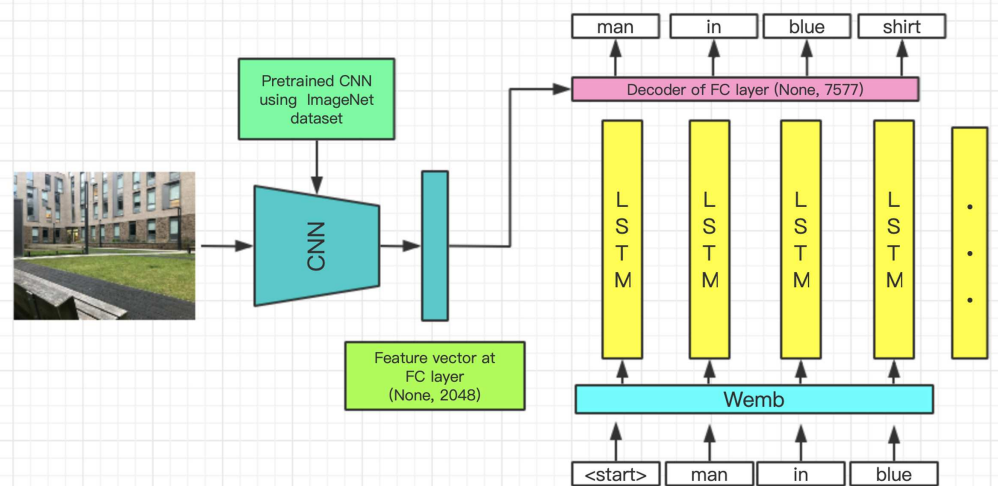 man in blue shirt
Decoder of FC layer (None, 7577)
Pretrained CNN
using ImageNet
dataset
CNN
Feature vector at
FC layer
(None, 2048)
L L L L
S S S S
T T T T
M M M M
Wemb
<start> man in blue